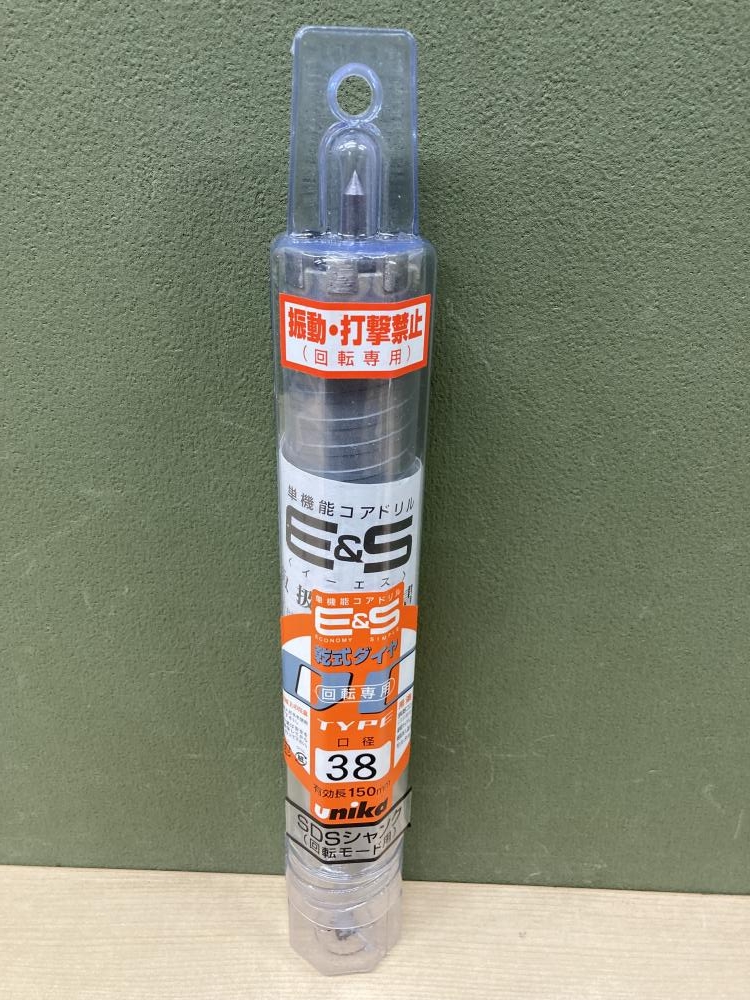 振動・打撃禁止
(回転専用)
単機能コアドリル
E&S
(イーエス)
単機能コアドリル
E&S
ECONOMY SIMPLE
乾式ダイヤ
回転専用
TYPE
口径
38
有効長150mm
unika
SDSシャンク
(回転モード用)